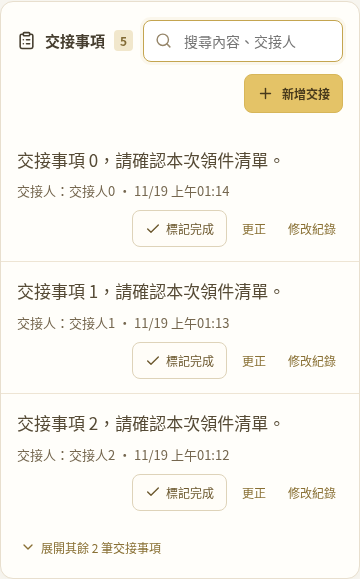 交接事項 5 搜尋內容、交接人
新增交接
交接事項 0，請確認本次領件清單。
交接人：交接人0 · 11/19 上午01:14
標記完成 更正 修改紀錄
交接事項 1，請確認本次領件清單。
交接人：交接人1 · 11/19 上午01:13
標記完成 更正 修改紀錄
交接事項 2，請確認本次領件清單。
交接人：交接人2 · 11/19 上午01:12
標記完成 更正 修改紀錄
展開其餘 2 筆交接事項